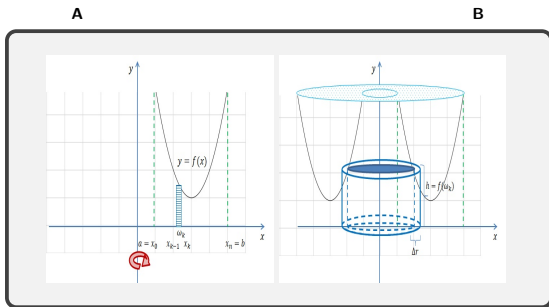 A
B
y
y = f(x)
ωₖ
x
a = x₀ xₖ₋₁ xₖ xₙ = b
y
h = f(ωₖ)
x
Δr